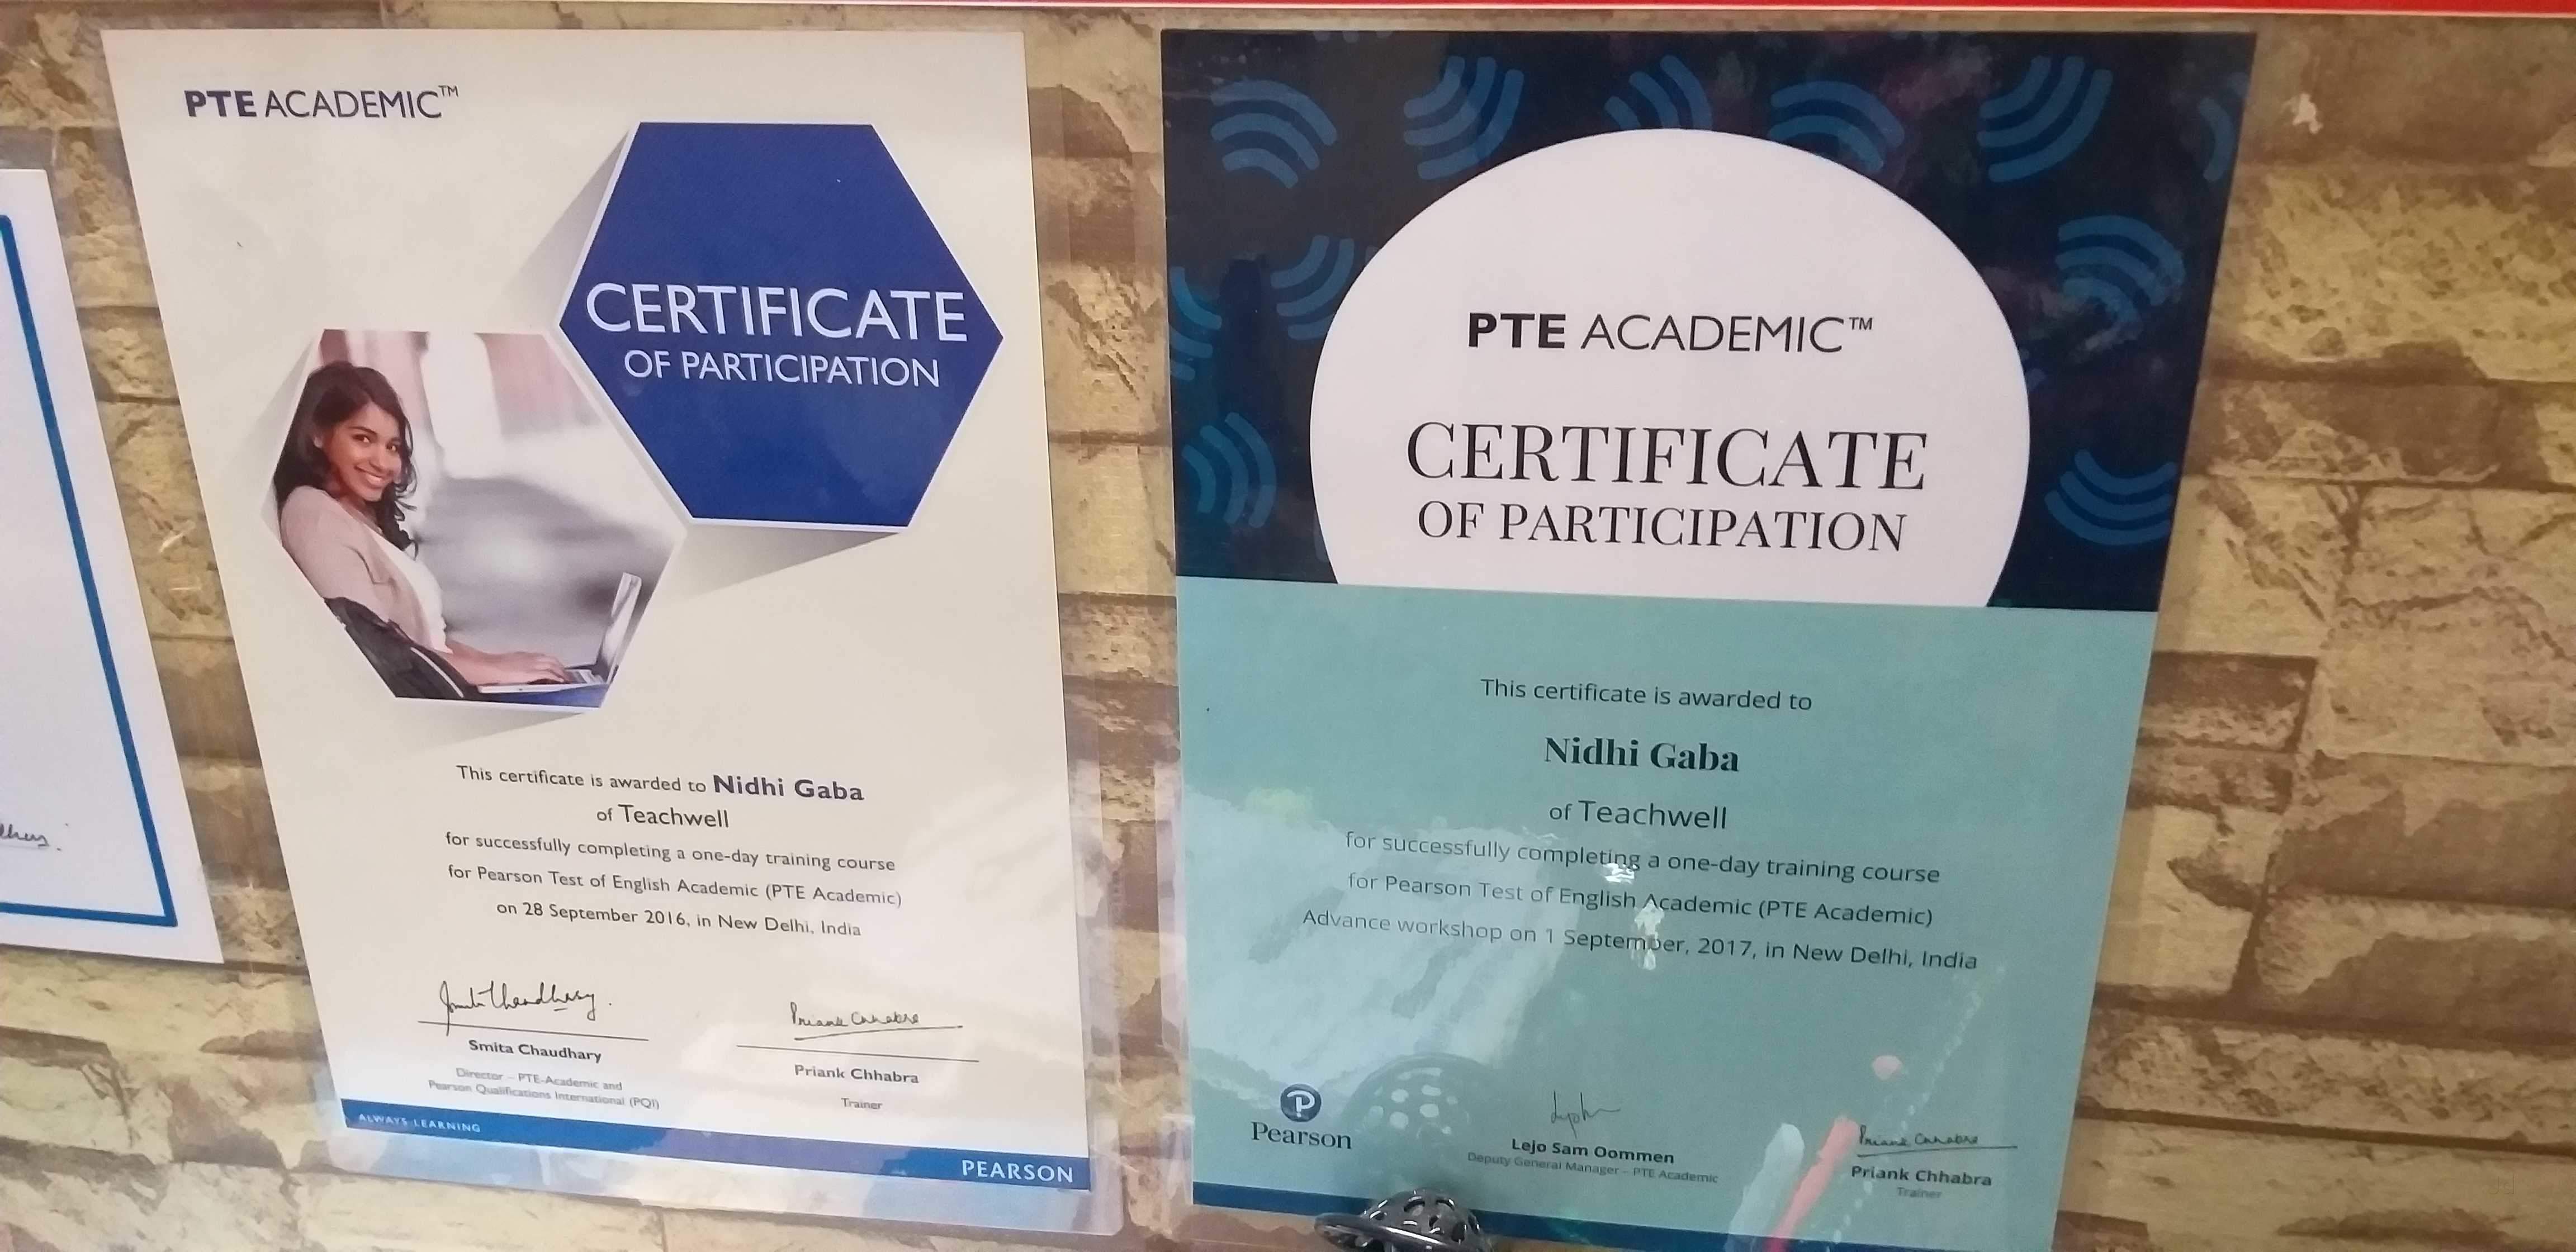 PTE ACADEMIC™
CERTIFICATE
OF PARTICIPATION
This certificate is awarded to Nidhi Gaba
of Teachwell
for successfully completing a one-day training course
for Pearson Test of English Academic (PTE Academic)
on 28 September 2016, in New Delhi, India
Smita Chaudhary
Director – PTE-Academic and
Pearson Qualifications International (PQI)
Priank Chhabra
Priank Chhabra
Trainer
ALWAYS LEARNING
PEARSON
PTE ACADEMIC™
CERTIFICATE
OF PARTICIPATION
This certificate is awarded to
Nidhi Gaba
of Teachwell
for successfully completing a one-day training course
for Pearson Test of English Academic (PTE Academic)
Advance workshop on 1 September, 2017, in New Delhi, India
Pearson
Lejo Sam Oommen
Deputy General Manager – PTE Academic
Priank Chhabra
Priank Chhabra
Trainer